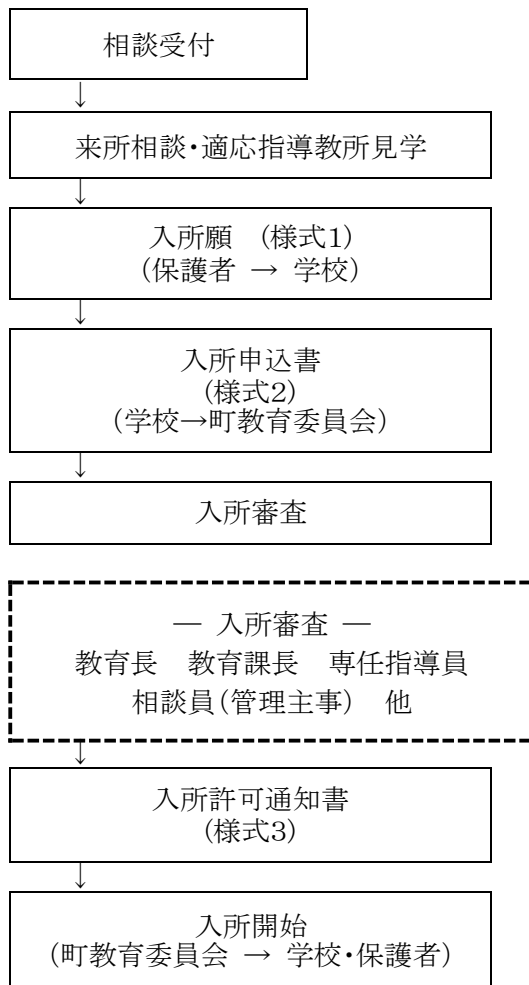 相談受付
↓
来所相談・適応指導教所見学
↓
入所願 （様式1）
（保護者 → 学校）
↓
入所申込書
（様式2）
（学校→町教育委員会）
↓
入所審査
― 入所審査 ―
教育長 教育課長 専任指導員
相談員（管理主事） 他
↓
入所許可通知書
（様式3）
↓
入所開始
（町教育委員会 → 学校・保護者）